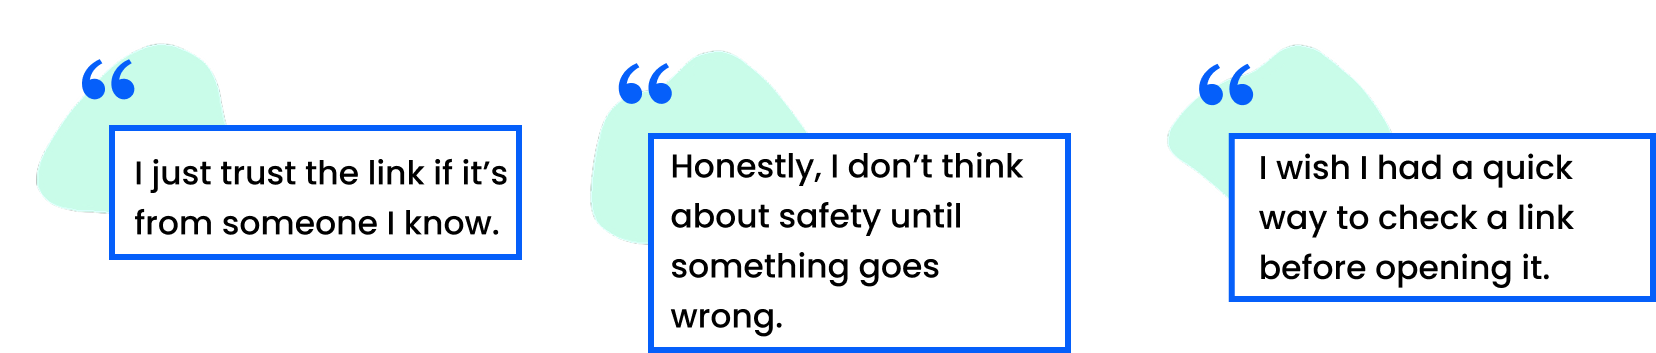 “
I just trust the link if it’s
from someone I know.
“
Honestly, I don’t think
about safety until
something goes
wrong.
“
I wish I had a quick
way to check a link
before opening it.